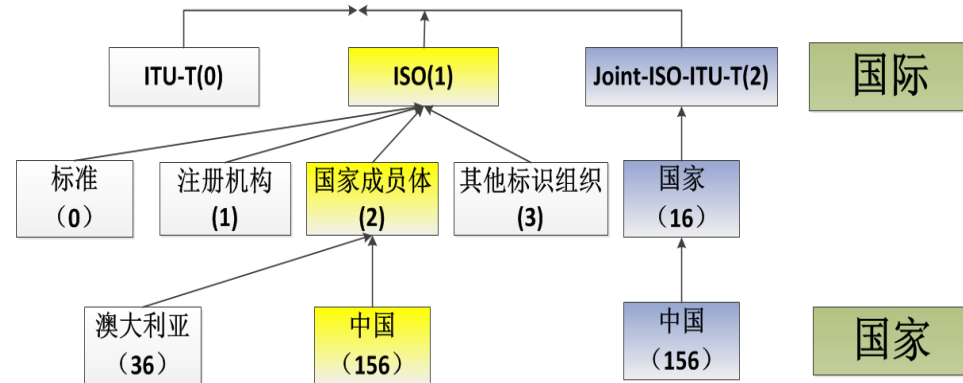 ITU-T(0)
ISO(1)
Joint-ISO-ITU-T(2)
国际
标准
（0）
注册机构
(1)
国家成员体
(2)
其他标识组织
(3)
国家
（16）
澳大利亚
（36）
中国
（156）
中国
（156）
国家